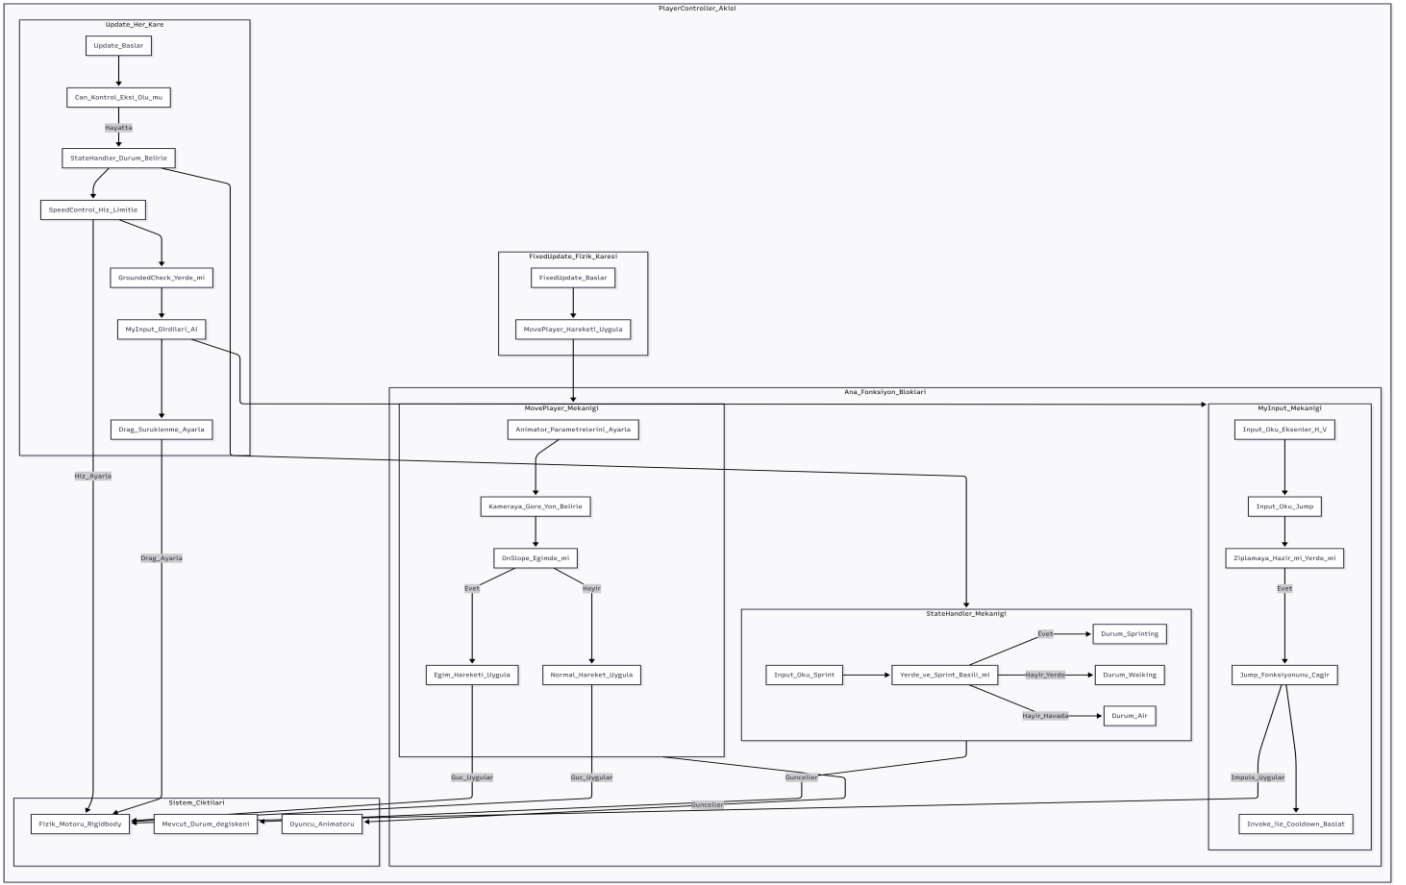 PlayerController_Akisi
Update_Her_Kare
Update_Baslar
Can_Kontrol_Eksi_Olu_mu
Hayatta
StateHandler_Durum_Belirle
SpeedControl_Hiz_Limitle
GroundedCheck_Yerde_mi
MyInput_Girdileri_Al
Drag_Suruklenme_Ayarla
Hiz_Ayarla
Drag_Ayarla
FixedUpdate_Fizik_Karesi
FixedUpdate_Baslar
MovePlayer_Hareketi_Uygula
Ana_Fonksiyon_Bloklari
MovePlayer_Mekanigi
Animator_Parametrelerini_Ayarla
Kameraya_Gore_Yon_Belirle
OnSlope_Egimde_mi
Evet
Hayir
Egim_Hareketi_Uygula
Normal_Hareket_Uygula
Guc_Uygular
Guc_Uygular
StateHandler_Mekanigi
Input_Oku_Sprint
Yerde_ve_Sprint_Basili_mi
Evet
Durum_Sprinting
Hayir_Yerde
Durum_Walking
Hayir_Havada
Durum_Air
Gunceller
Gunceller
MyInput_Mekanigi
Input_Oku_Eksenler_H_V
Input_Oku_Jump
Ziplamaya_Hazir_mi_Yerde_mi
Evet
Jump_Fonksiyonunu_Cagir
Impuls_Uygular
Invoke_ile_Cooldown_Baslat
Sistem_Ciktilari
Fizik_Motoru_Rigidbody
Mevcut_Durum_degiskeni
Oyuncu_Animatoru